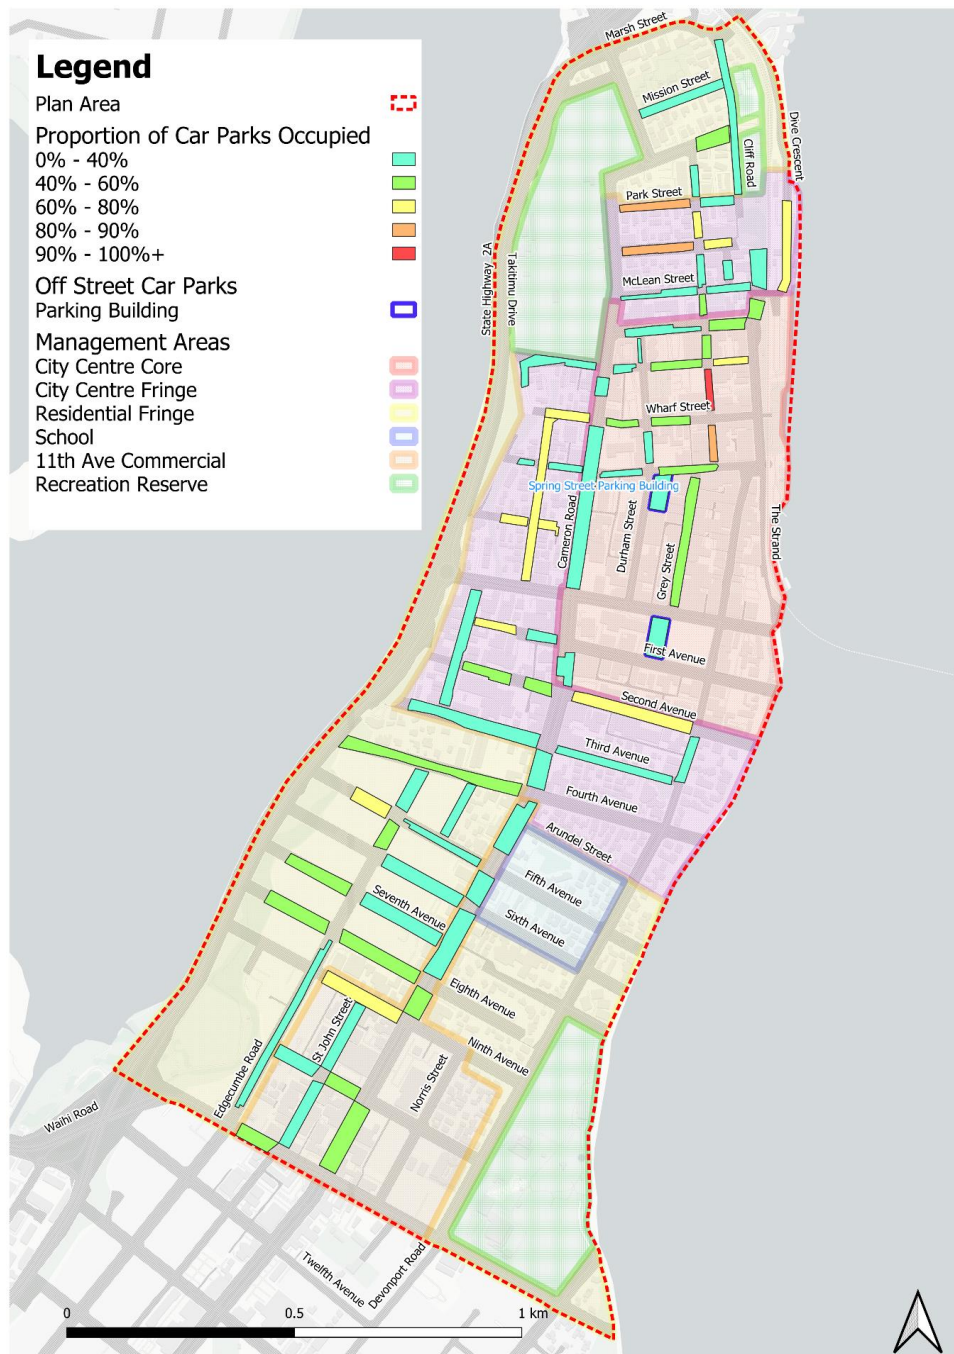 Legend
Plan Area
Proportion of Car Parks Occupied
0% - 40%
40% - 60%
60% - 80%
80% - 90%
90% - 100%+
Off Street Car Parks
Parking Building
Management Areas
City Centre Core
City Centre Fringe
Residential Fringe
School
11th Ave Commercial
Recreation Reserve
Marsh Street
Mission Street
Dive Crescent
Cliff Road
Park Street
State Highway 2A
Takitimu Drive
McLean Street
Wharf Street
Spring Street Parking Building
Cameron Road
Durham Street
Grey Street
The Strand
First Avenue
Second Avenue
Third Avenue
Fourth Avenue
Arundel Street
Fifth Avenue
Seventh Avenue
Sixth Avenue
Eighth Avenue
St John Street
Ninth Avenue
Edgecumbe Road
Norris Street
Waihi Road
Twelfth Avenue
Devonport Road
0 0.5 1 km